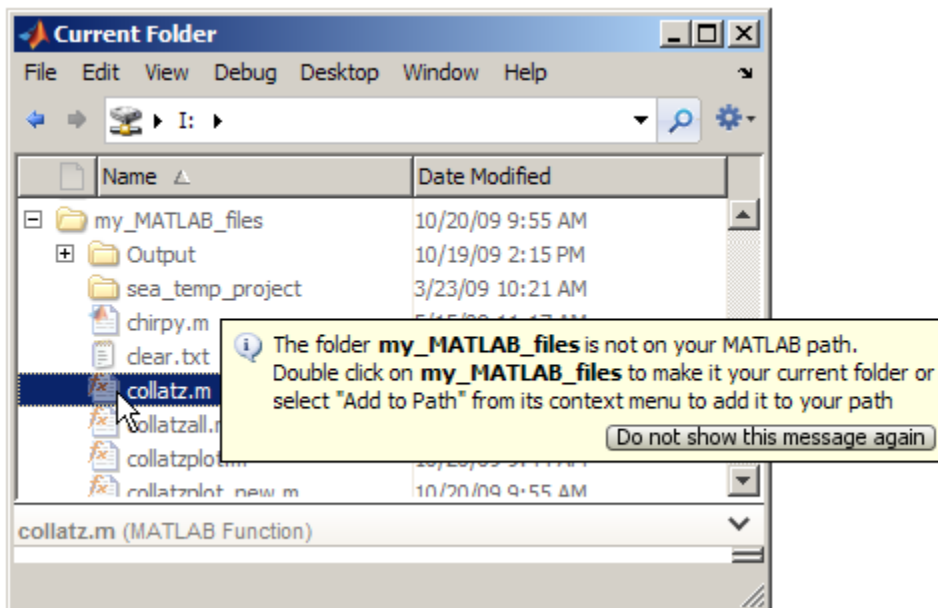 Current Folder
File Edit View Debug Desktop Window Help
I:
Name Date Modified
my_MATLAB_files 10/20/09 9:55 AM
Output 10/19/09 2:15 PM
sea_temp_project 3/23/09 10:21 AM
chirpy.m
clear.txt
collatz.m
collatzall.m
collatzplot.m
collatzplot_new.m 10/20/09 9:55 AM
The folder my_MATLAB_files is not on your MATLAB path.
Double click on my_MATLAB_files to make it your current folder or
select "Add to Path" from its context menu to add it to your path
Do not show this message again
collatz.m (MATLAB Function)